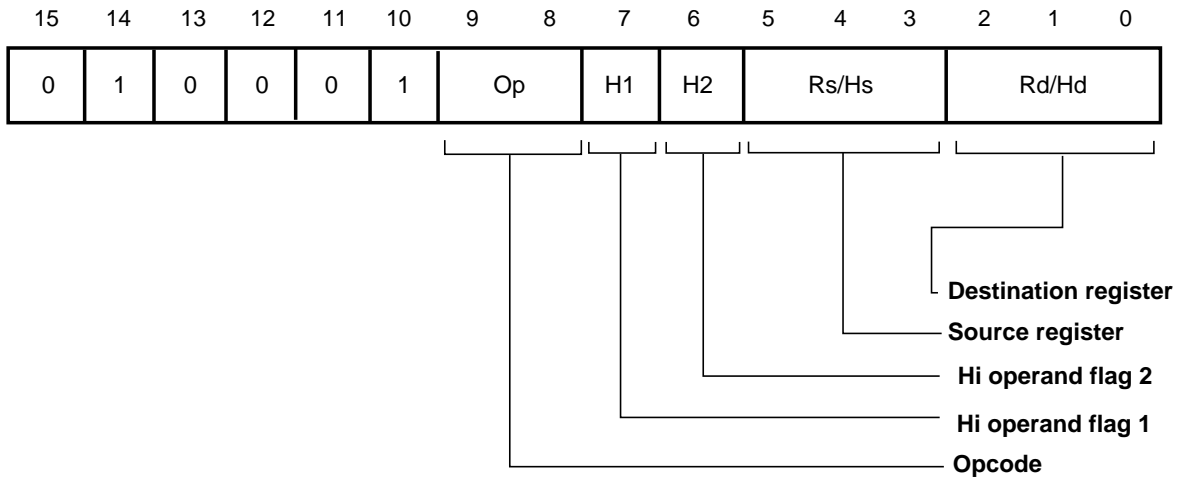 15 14 13 12 11 10 9 8 7 6 5 4 3 2 1 0
0 1 0 0 0 1 Op H1 H2 Rs/Hs Rd/Hd
Destination register
Source register
Hi operand flag 2
Hi operand flag 1
Opcode